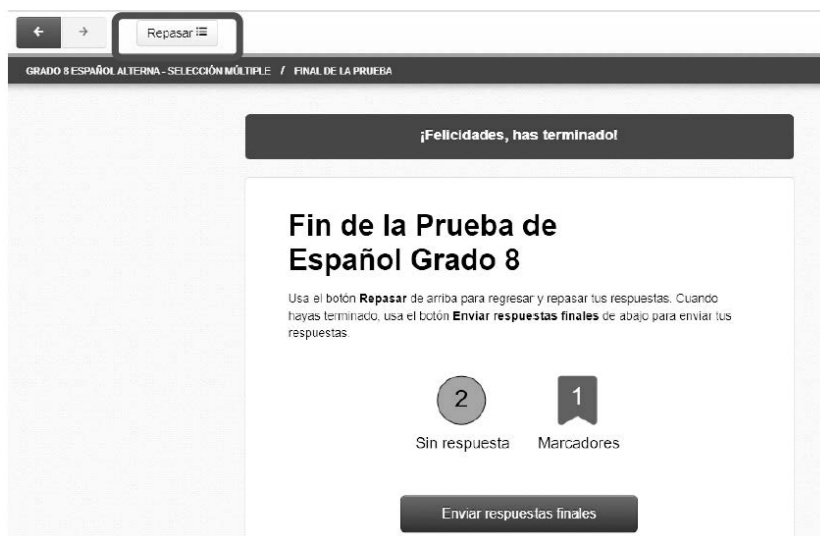 Repasar
GRADO 8 ESPAÑOL ALTERNA - SELECCIÓN MÚLTIPLE / FINAL DE LA PRUEBA
¡Felicidades, has terminado!
Fin de la Prueba de
Español Grado 8
Usa el botón Repasar de arriba para regresar y repasar tus respuestas. Cuando
hayas terminado, usa el botón Enviar respuestas finales de abajo para enviar tus
respuestas.
2 1
Sin respuesta Marcadores
Enviar respuestas finales